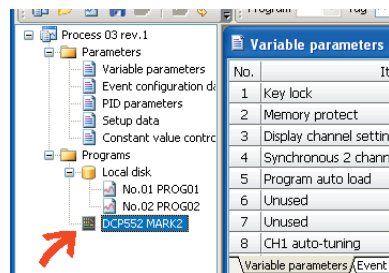 Program
Tag
Process 03 rev.1
Parameters
Variable parameters
Event configuration da
PID parameters
Setup data
Constant value contro
Programs
Local disk
No.01 PROG01
No.02 PROG02
DCP552 MARK2
Variable parameters
No. It
1 Key lock
2 Memory protect
3 Display channel settin
4 Synchronous 2 chann
5 Program auto load
6 Unused
7 Unused
8 CH1 auto-tuning
Variable parameters Event